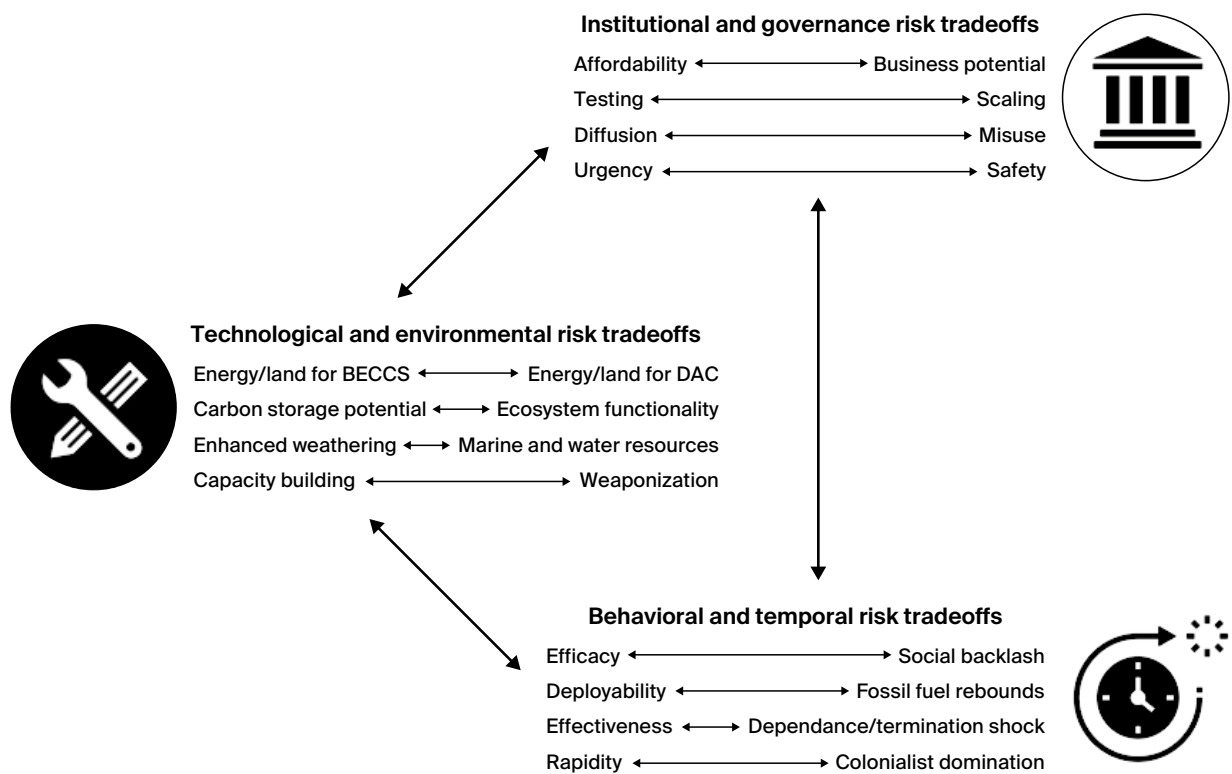 Institutional and governance risk tradeoffs
Affordability Business potential
Testing Scaling
Diffusion Misuse
Urgency Safety
Technological and environmental risk tradeoffs
Energy/land for BECCS Energy/land for DAC
Carbon storage potential Ecosystem functionality
Enhanced weathering Marine and water resources
Capacity building Weaponization
Behavioral and temporal risk tradeoffs
Efficacy Social backlash
Deployability Fossil fuel rebounds
Effectiveness Dependance/termination shock
Rapidity Colonialist domination